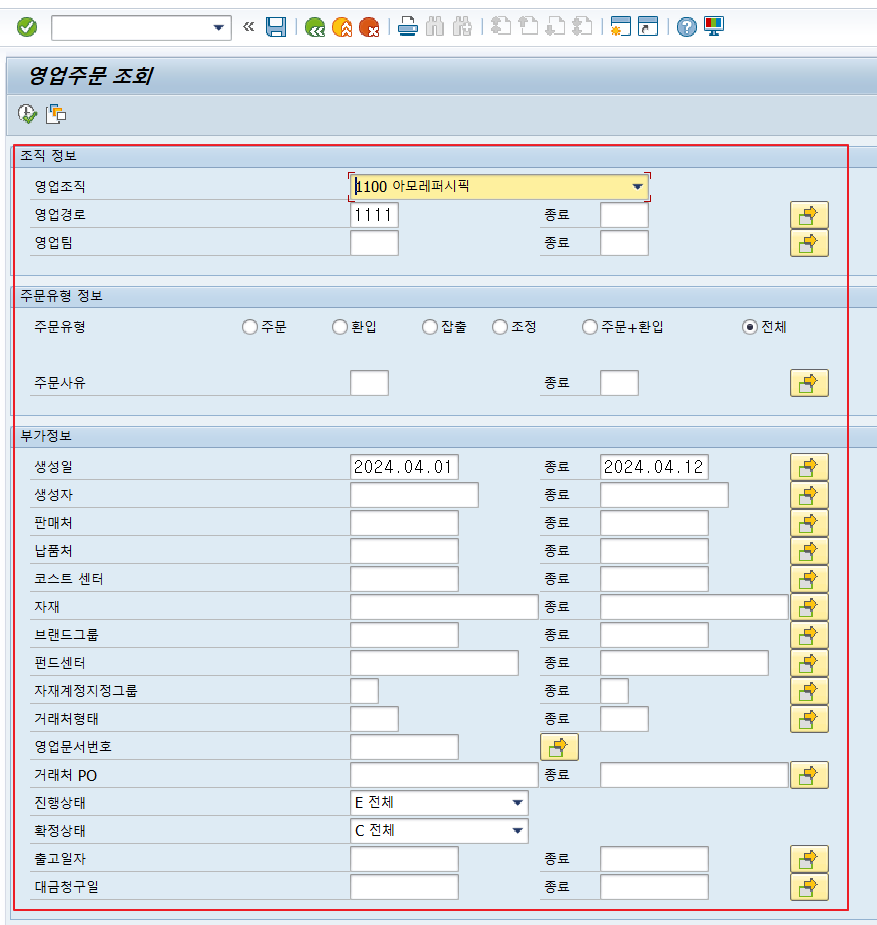 영업주문 조회
조직 정보
영업조직 1100 아모레퍼시픽
영업경로 1111 종료
영업팀 종료
주문유형 정보
주문유형 주문 환입 잡출 조정 주문+환입 전체
주문사유 종료
부가정보
생성일 2024.04.01 종료 2024.04.12
생성자 종료
판매처 종료
납품처 종료
코스트 센터 종료
자재 종료
브랜드그룹 종료
펀드센터 종료
자재계정지정그룹 종료
거래처형태 종료
영업문서번호
거래처 PO 종료
진행상태 E 전체
확정상태 C 전체
출고일자 종료
대금청구일 종료